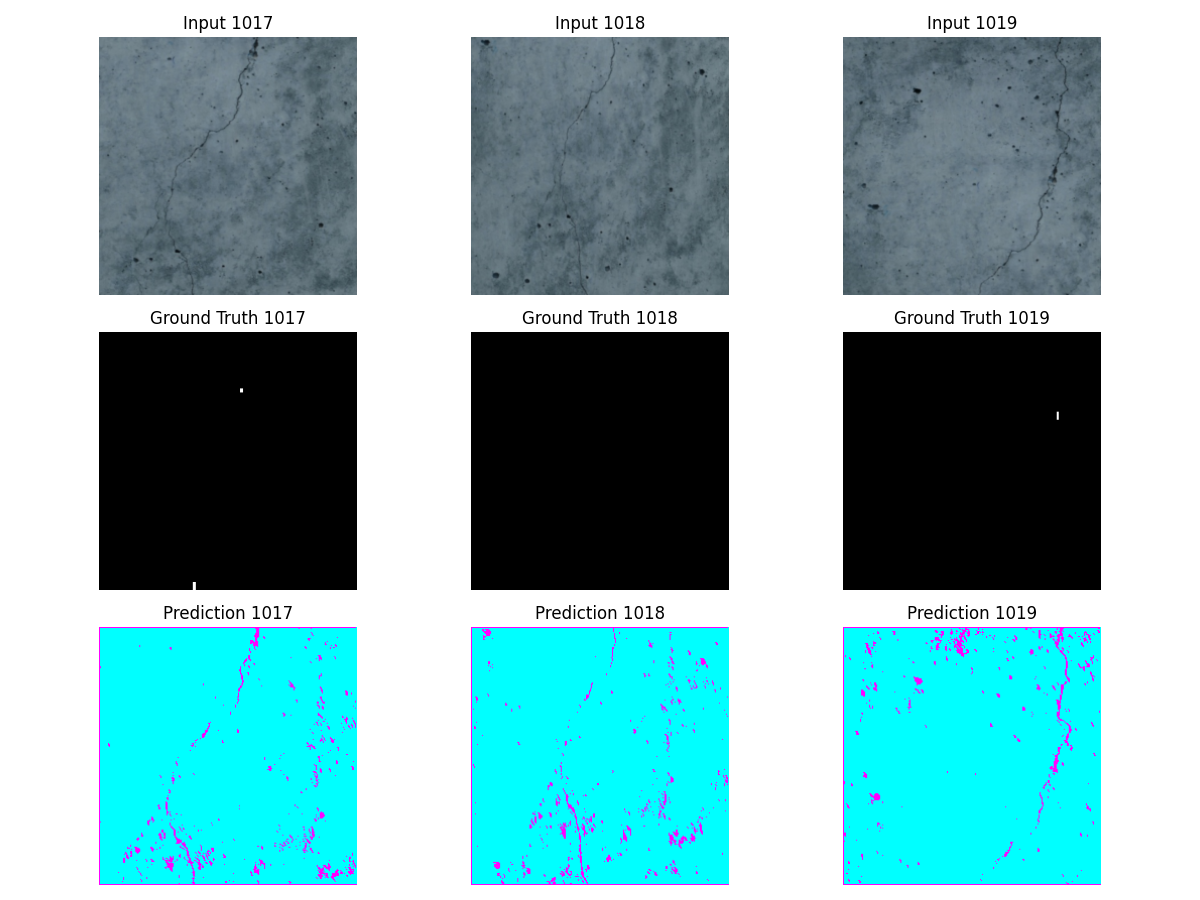 Input 1017
Input 1018
Input 1019
Ground Truth 1017
Ground Truth 1018
Ground Truth 1019
Prediction 1017
Prediction 1018
Prediction 1019